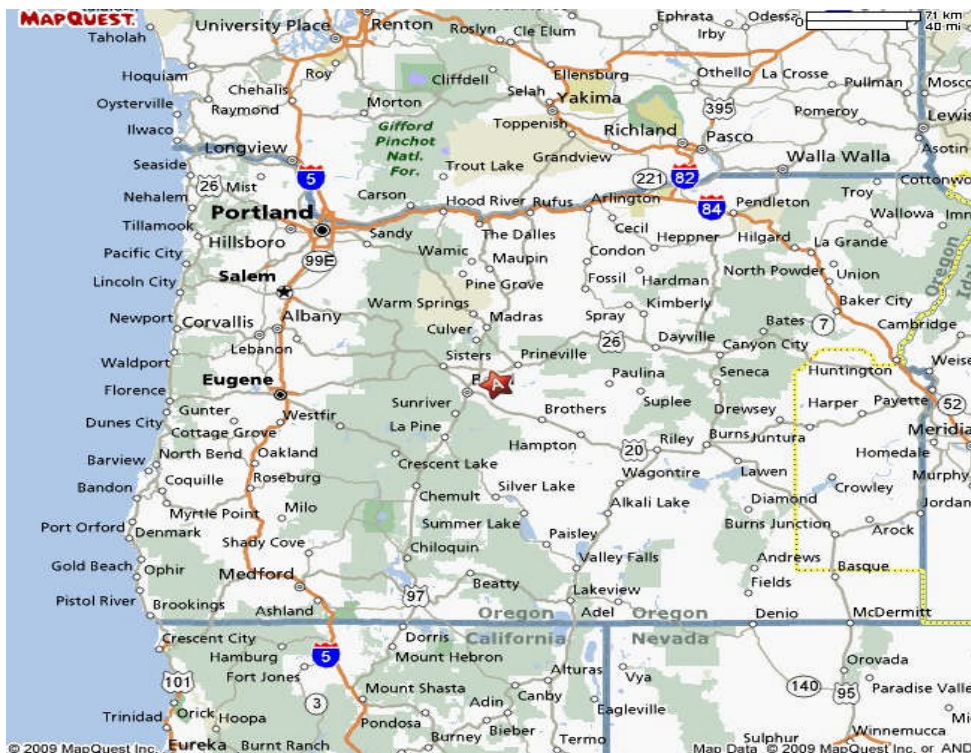 MAPQUEST.
71 km
40 mi
Taholah
University Place
Renton
Roslyn
Cle Elum
Ephrata
Odessa
Irby
Hoquiam
Roy
Cliffdell
Ellensburg
Othello
La Crosse
Chehalis
Selah
Pullman
Mosco
Oysterville
Raymond
Morton
Yakima
395
Pomeroy
Lewis
Ilwaco
Gifford
Pinchot
Natl.
For.
Toppenish
Richland
Pasco
Asotin
Longview
Grandview
Walla Walla
Seaside
26
Mist
5
Trout Lake
221
82
Troy
Cottonwo
Nehalem
Carson
Hood River
Rufus
Arlington
84
Pendleton
Wallowa
Imn
Tillamook
Portland
Hillsboro
Sandy
The Dalles
Cecil
Heppner
Hilgard
La Grande
Pacific City
99E
Wamic
Maupin
Condon
Oregon
Idaho
Lincoln City
Salem
Pine Grove
Fossil
Hardman
North Powder
Union
Warm Springs
Kimberly
Baker City
Newport
Corvallis
Albany
Madras
Spray
26
Dayville
Bates
7
Cambridge
Culver
Lebanon
Canyon City
Waldport
Sisters
Prineville
Huntington
Weise
Florence
Eugene
A
Paulina
Seneca
Payette
52
Gunter
Westfir
Sunriver
Brothers
Suplee
Drewsey
Harper
Dunes City
Cottage Grove
La Pine
Burns
Juntura
Meridia
North Bend
Oakland
Hampton
20
Riley
Homedale
Barview
Crescent Lake
Wagontire
Lawen
Murphy
Bandon
Coquille
Roseburg
Chemult
Silver Lake
Alkali Lake
Diamond
Crowley
Jordan
Myrtle Point
Milo
Port Orford
Denmark
Summer Lake
Burns Junction
Arock
Shady Cove
Chiloquin
Paisley
Gold Beach
Ophir
Medford
Valley Falls
Andrews
Basque
Pistol River
Beatty
Fields
Brookings
Ashland
97
Lakeview
Adel
Oregon
California
Oregon
Nevada
Denio
McDermitt
Crescent City
5
Dorris
Hamburg
Mount Hebron
Alturas
Orovada
101
Fort Jones
Vya
3
Mount Shasta
Adin
Canby
140
95
Paradise Valle
Trinidad
Orick
Hoopa
Pondosa
Eagleville
Eureka
Burnt Ranch
Burney
Bieber
Termo
Sulphur
Winnemucca
© 2009 MapQuest Inc.
Map Data © 2009 MapQuest Inc. or AND